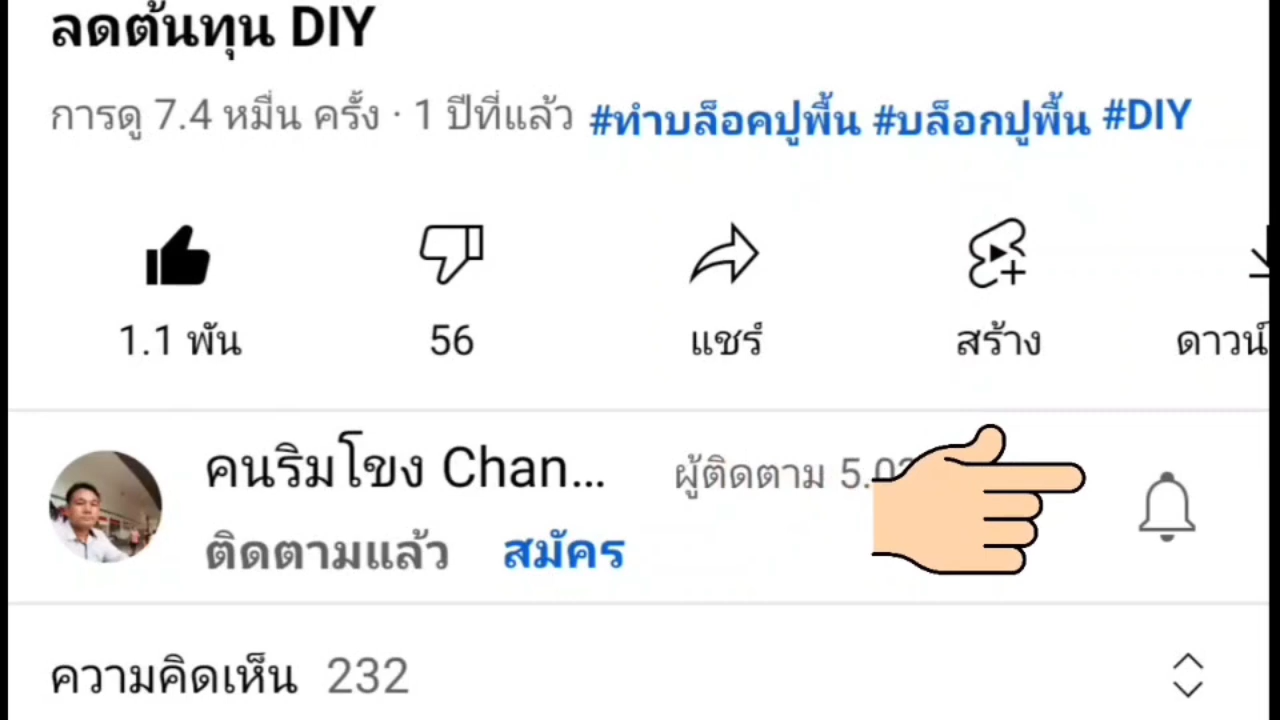 ลดต้นทุน DIY
การดู 7.4 หมื่น ครั้ง · 1 ปีที่แล้ว #ทำบล็อคปูพื้น #บล็อกปูพื้น #DIY
1.1 พัน 56 แชร์ สร้าง ดาวน์
คนริมโขง Chan... ผู้ติดตาม
ติดตามแล้ว สมัคร
ความคิดเห็น 232